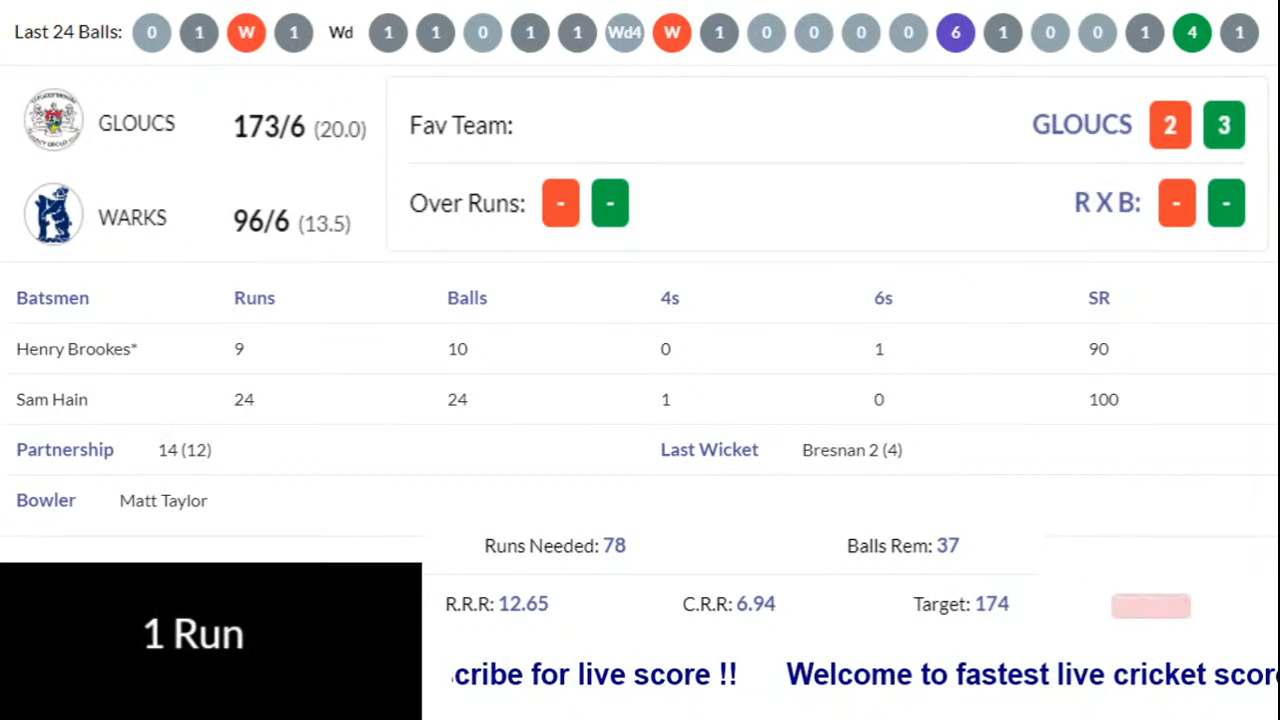 Last 24 Balls: 0 1 W 1 Wd 1 1 0 1 1 Wd4 W 1 0 0 0 0 6 1 0 0 1 4 1
GLOUCS 173/6 (20.0)
Fav Team: GLOUCS 2 3
WARKS 96/6 (13.5)
Over Runs: - - R X B: - -
Batsmen Runs Balls 4s 6s SR
Henry Brookes* 9 10 0 1 90
Sam Hain 24 24 1 0 100
Partnership 14 (12) Last Wicket Bresnan 2 (4)
Bowler Matt Taylor
Runs Needed: 78 Balls Rem: 37
R.R.R: 12.65 C.R.R: 6.94 Target: 174
1 Run
cribe for live score !! Welcome to fastest live cricket score